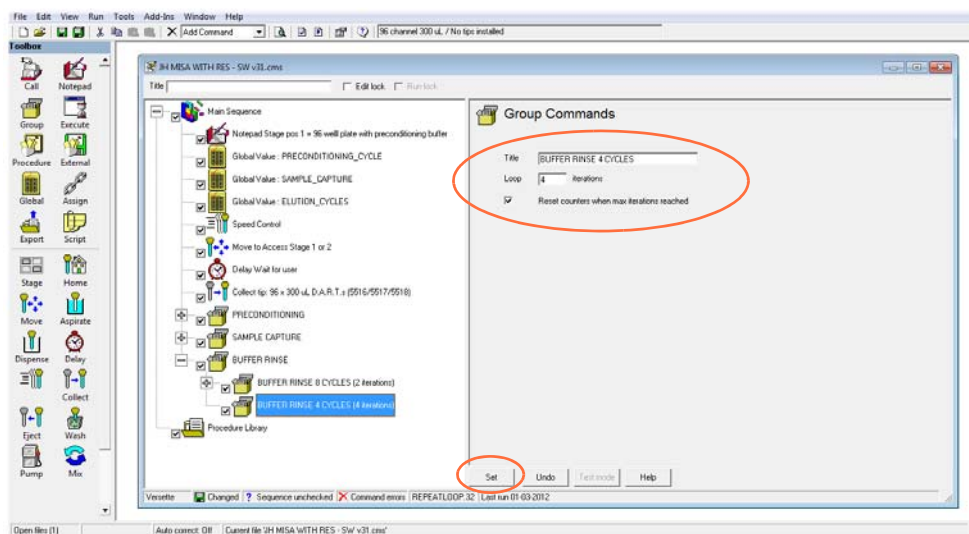 File Edit View Run Tools Add-Ins Window Help
Add Command
96 channel 300 uL / No tips installed
Toolbox
Call Notepad
Group Execute
Procedure External
Global Assign
Export Script
Stage Home
Move Aspirate
Dispense Delay
Collect
Eject Wash
Pump Mix
JH MISA WITH RES - SW v31.cms
Title
Edit lock Run lock
Main Sequence
Notepad Stage pos 1 = 96 well plate with preconditioning buffer
Global Value : PRECONDITIONING_CYCLE
Global Value : SAMPLE_CAPTURE
Global Value : ELUTION_CYCLES
Speed Control
Move to Access Stage 1 or 2
Delay Wait for user
Collect tip: 96 x 300 uL D.A.R.T.s (5516/5517/5518)
PRECONDITIONING
SAMPLE CAPTURE
BUFFER RINSE
BUFFER RINSE 8 CYCLES (2 iterations)
BUFFER RINSE 4 CYCLES (4 iterations)
Procedure Library
Group Commands
Title BUFFER RINSE 4 CYCLES
Loop 4 iterations
Reset counters when max iterations reached
Set Undo Test mode Help
Versette Changed ? Sequence unchecked Command errors REPEATLOOP.32 Last run 01-03-2012
Open files (1) Auto correct: Off Current file 'JH MISA WITH RES - SW v31.cms'